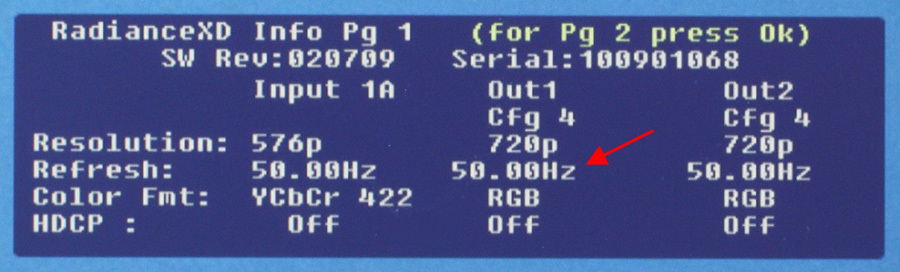 RadianceXD Info Pg 1 (for Pg 2 press Ok)
SW Rev:020709 Serial:100901068
Input 1A Out1 Out2
Cfg 4 Cfg 4
Resolution: 576p 720p 720p
Refresh: 50.00Hz 50.00Hz 50.00Hz
Color Fmt: YCbCr 422 RGB RGB
HDCP : Off Off Off